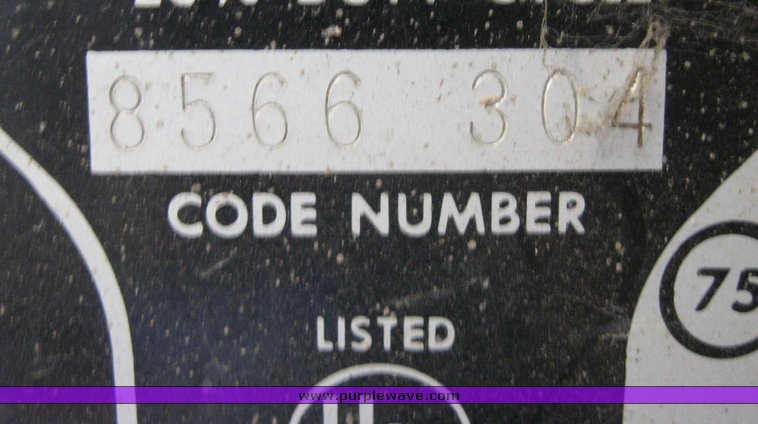 8566 304
CODE NUMBER
75
LISTED
www.purplewave.com